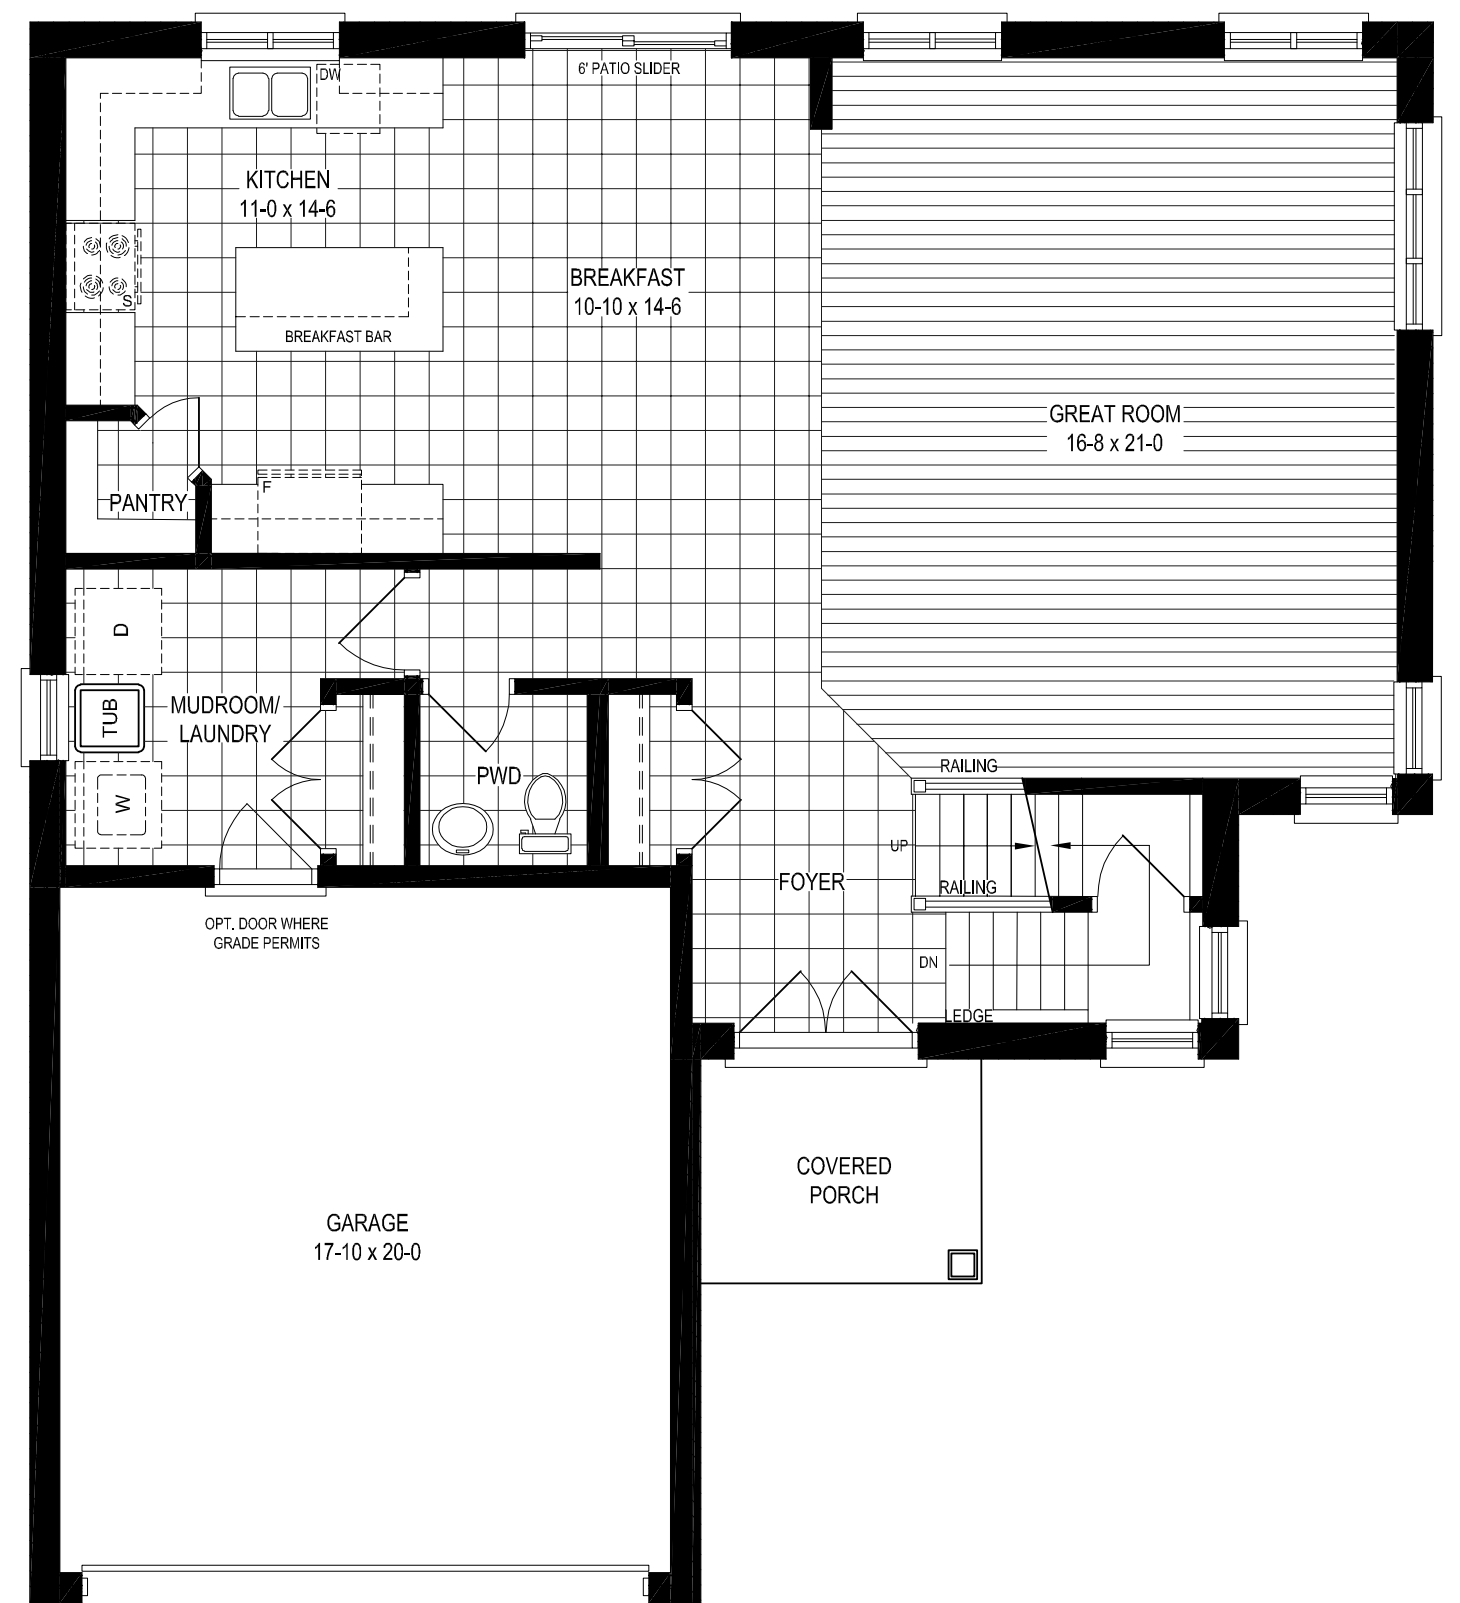 DW
6' PATIO SLIDER
KITCHEN
11-0 x 14-6
BREAKFAST
10-10 x 14-6
S
BREAKFAST BAR
GREAT ROOM
16-8 x 21-0
F
PANTRY
D
TUB
MUDROOM/
LAUNDRY
W
PWD
RAILING
UP
FOYER
RAILING
OPT. DOOR WHERE
GRADE PERMITS
DN
LEDGE
COVERED
PORCH
GARAGE
17-10 x 20-0